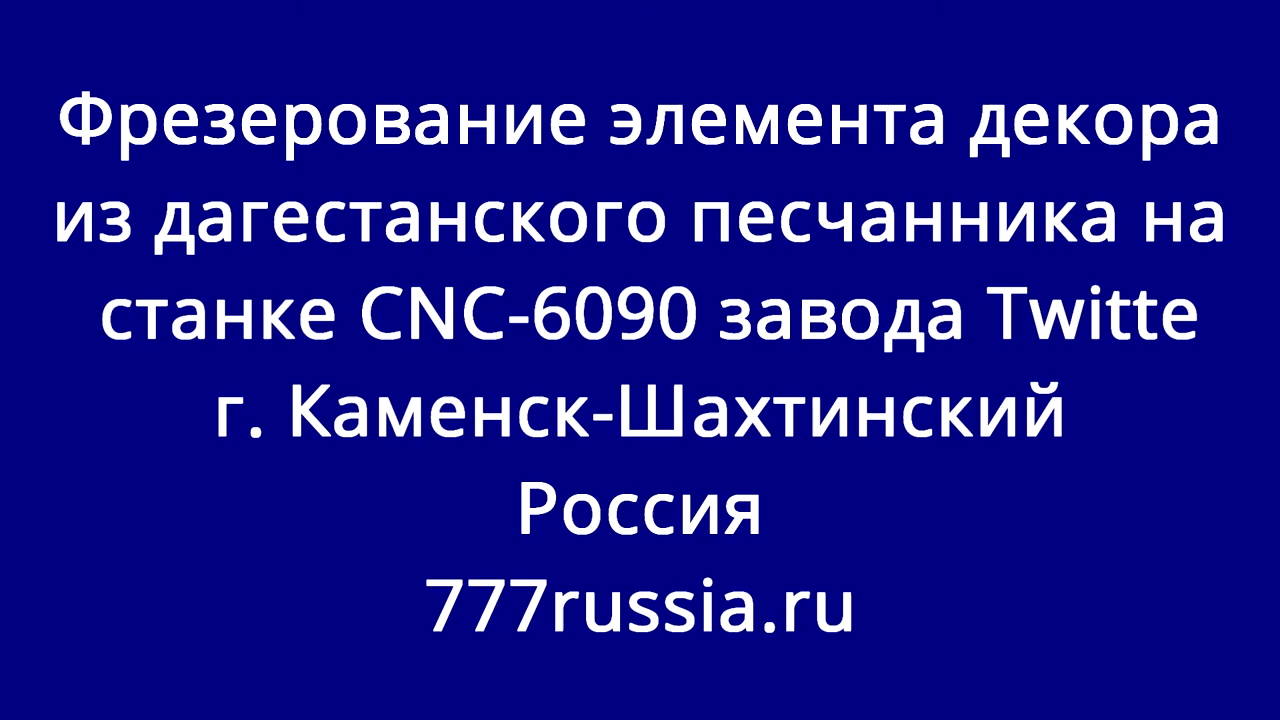 Фрезерование элемента декора
из дагестанского песчанника на
станке CNC-6090 завода Twitte
г. Каменск-Шахтинский
Россия
777russia.ru